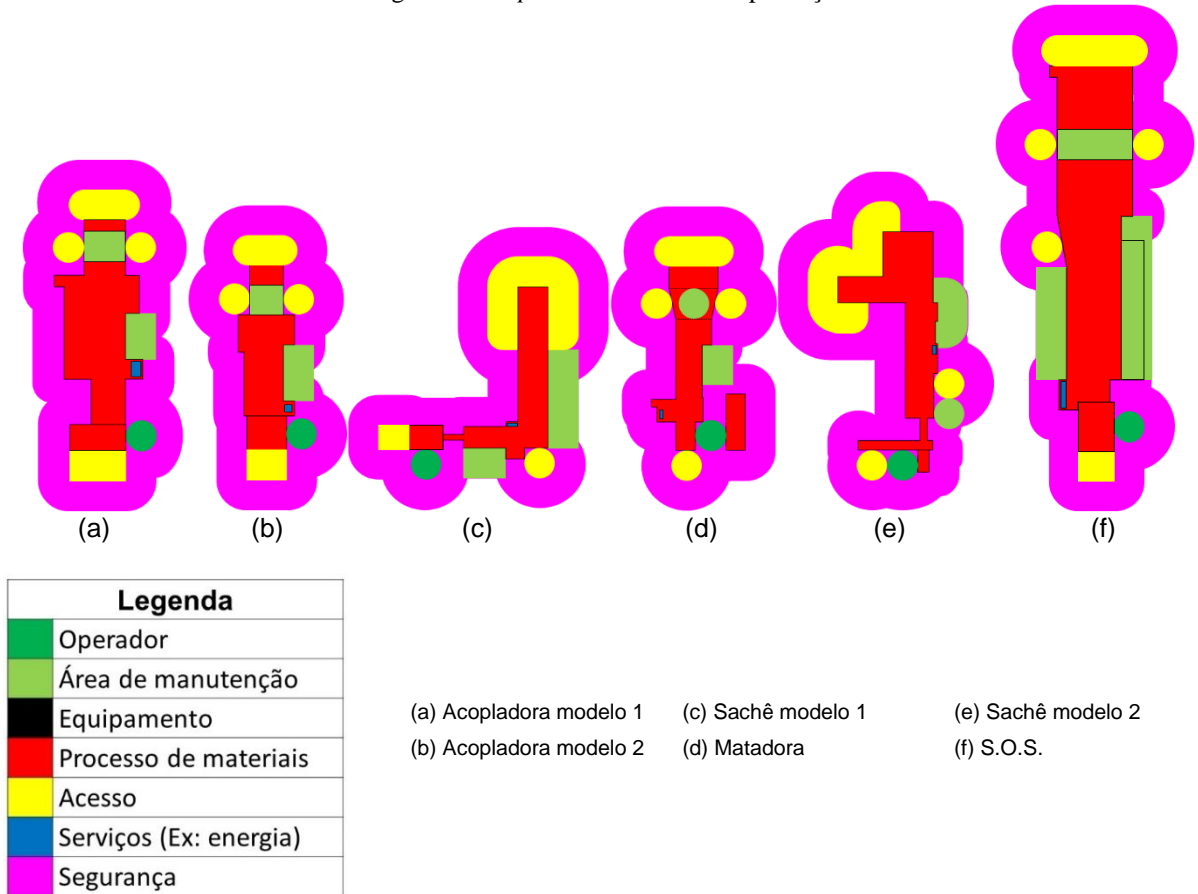 (a) (b) (c) (d) (e) (f)
Legenda
Operador
Área de manutenção
Equipamento
Processo de materiais
Acesso
Serviços (Ex: energia)
Segurança
(a) Acopladora modelo 1 (c) Sachê modelo 1 (e) Sachê modelo 2
(b) Acopladora modelo 2 (d) Matadora (f) S.O.S.